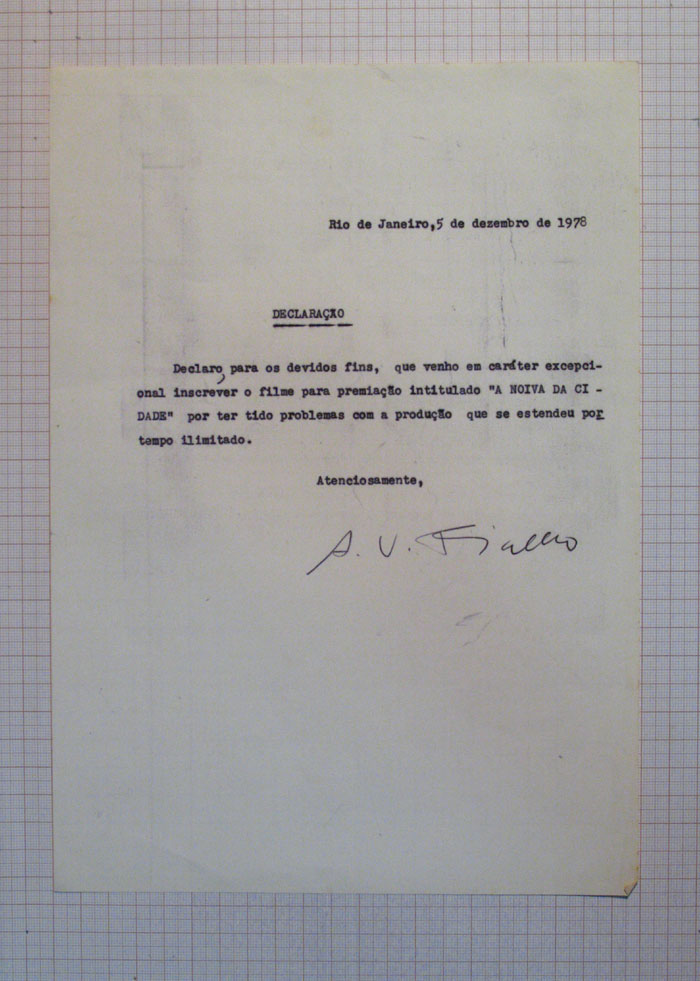 Rio de Janeiro,5 de dezembro de 1978
DECLARAÇÃO
Declaro, para os devidos fins, que venho em caráter excepci-
onal inscrever o filme para premiação intitulado "A NOIVA DA CI -
DADE" por ter tido problemas com a produção que se estendeu por
tempo ilimitado.
Atenciosamente,
A. V. Fialho